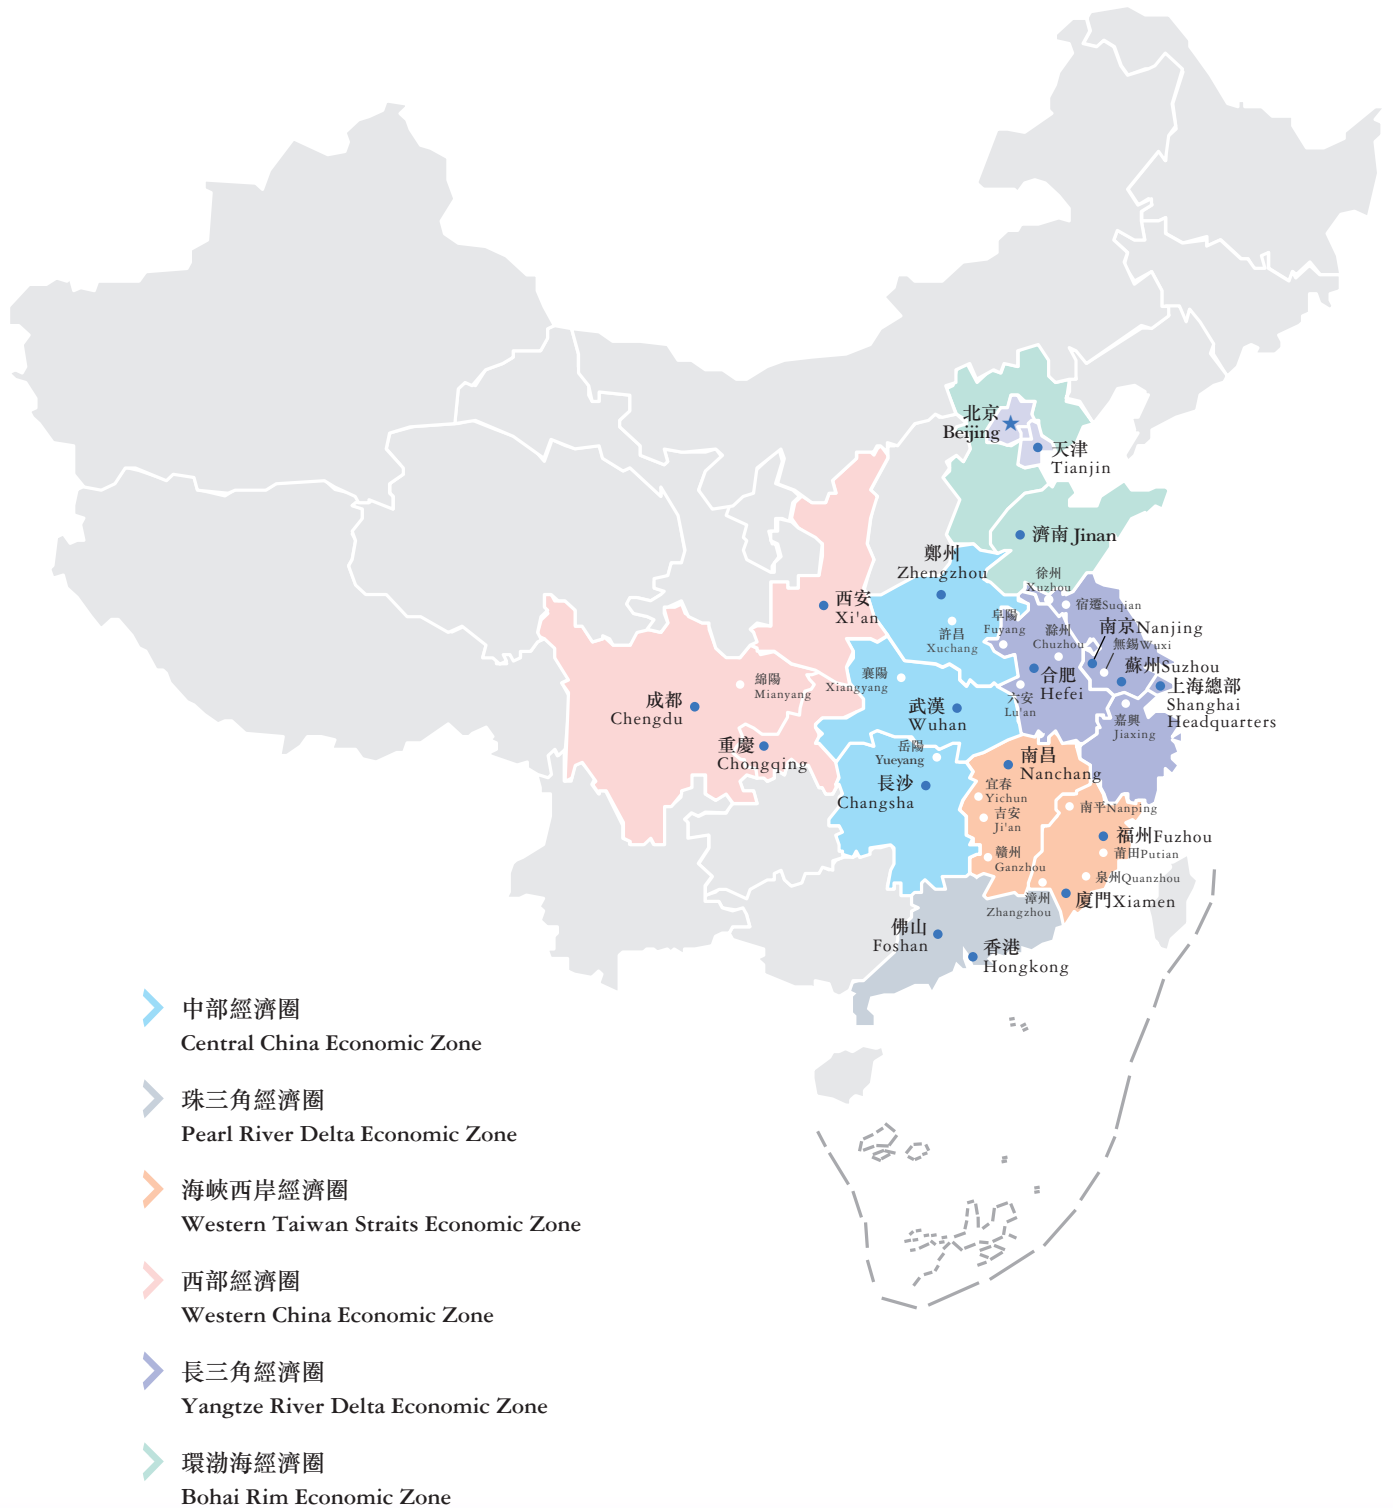 北京
Beijing
天津
Tianjin
濟南 Jinan
鄭州
Zhengzhou
徐州
Xuzhou
宿遷Suqian
西安
Xi'an
許昌
Xuchang
阜陽
Fuyang
滁州
Chuzhou
南京Nanjing
無錫Wuxi
蘇州Suzhou
合肥
Hefei
上海總部
Shanghai
Headquarters
襄陽
Xiangyang
綿陽
Mianyang
成都
Chengdu
武漢
Wuhan
六安
Lu'an
嘉興
Jiaxing
重慶
Chongqing
岳陽
Yueyang
南昌
Nanchang
長沙
Changsha
宜春
Yichun
吉安
Ji'an
南平Nanping
福州Fuzhou
莆田Putian
贛州
Ganzhou
泉州Quanzhou
漳州
Zhangzhou
廈門Xiamen
佛山
Foshan
香港
Hongkong
中部經濟圈
Central China Economic Zone
珠三角經濟圈
Pearl River Delta Economic Zone
海峽西岸經濟圈
Western Taiwan Straits Economic Zone
西部經濟圈
Western China Economic Zone
長三角經濟圈
Yangtze River Delta Economic Zone
環渤海經濟圈
Bohai Rim Economic Zone